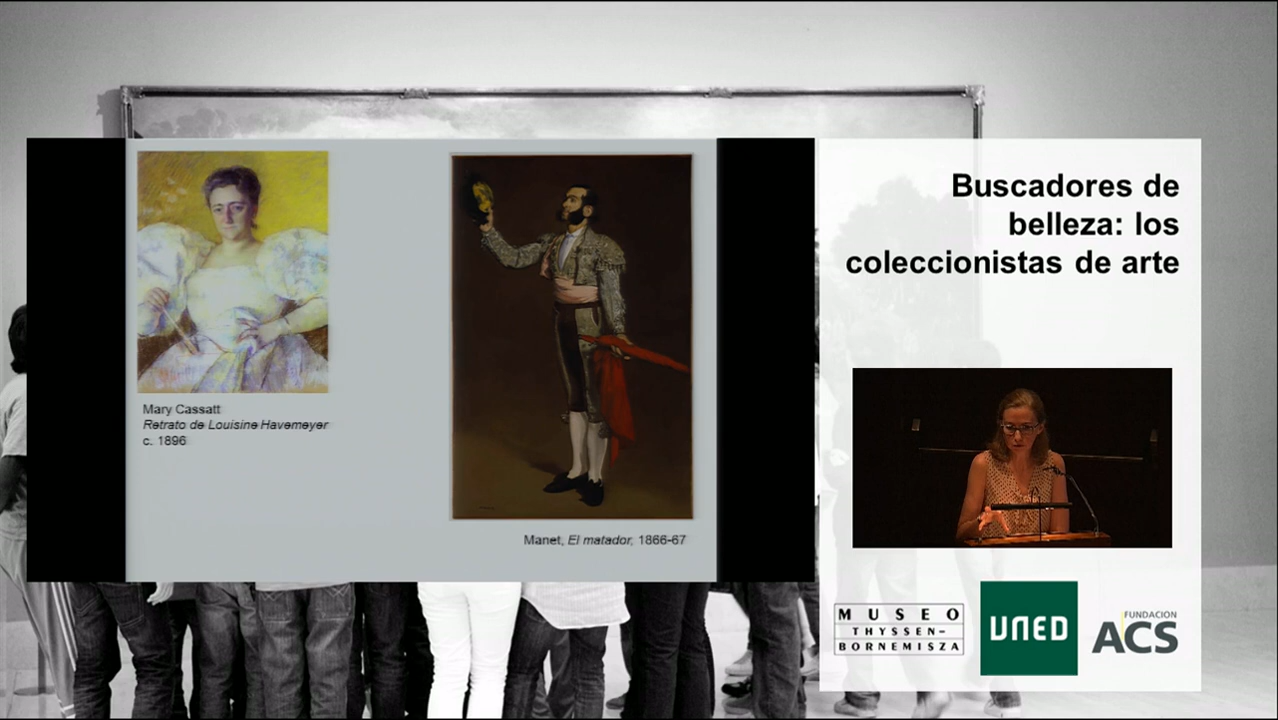 Mary Cassatt
Retrato de Louisine Havemeyer
c. 1896
Manet, El matador, 1866-67
Buscadores de
belleza: los
coleccionistas de arte
MUSEO
THYSSEN-
BORNEMISZA
UNED
FUNDACION
ACS